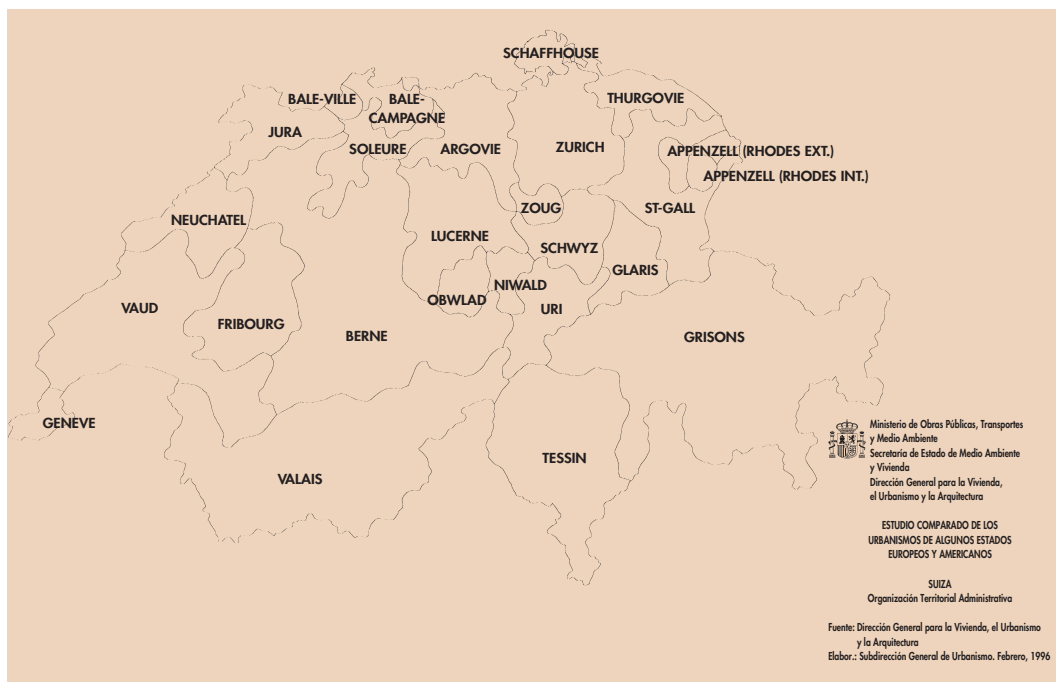 SCHAFFHOUSE
BALE-VILLE
BALE-
CAMPAGNE
THURGOVIE
JURA
SOLEURE
ARGOVIE
ZURICH
APPENZELL (RHODES EXT.)
APPENZELL (RHODES INT.)
NEUCHATEL
ZOUG
ST-GALL
LUCERNE
SCHWYZ
GLARIS
NIWALD
OBWLAD
URI
VAUD
FRIBOURG
BERNE
GRISONS
GENEVE
VALAIS
TESSIN
Ministerio de Obras Públicas, Transportes
y Medio Ambiente
Secretaría de Estado de Medio Ambiente
y Vivienda
Dirección General para la Vivienda,
el Urbanismo y la Arquitectura
ESTUDIO COMPARADO DE LOS
URBANISMOS DE ALGUNOS ESTADOS
EUROPEOS Y AMERICANOS
SUIZA
Organización Territorial Administrativa
Fuente: Dirección General para la Vivienda, el Urbanismo
y la Arquitectura
Elabor.: Subdirección General de Urbanismo. Febrero, 1996